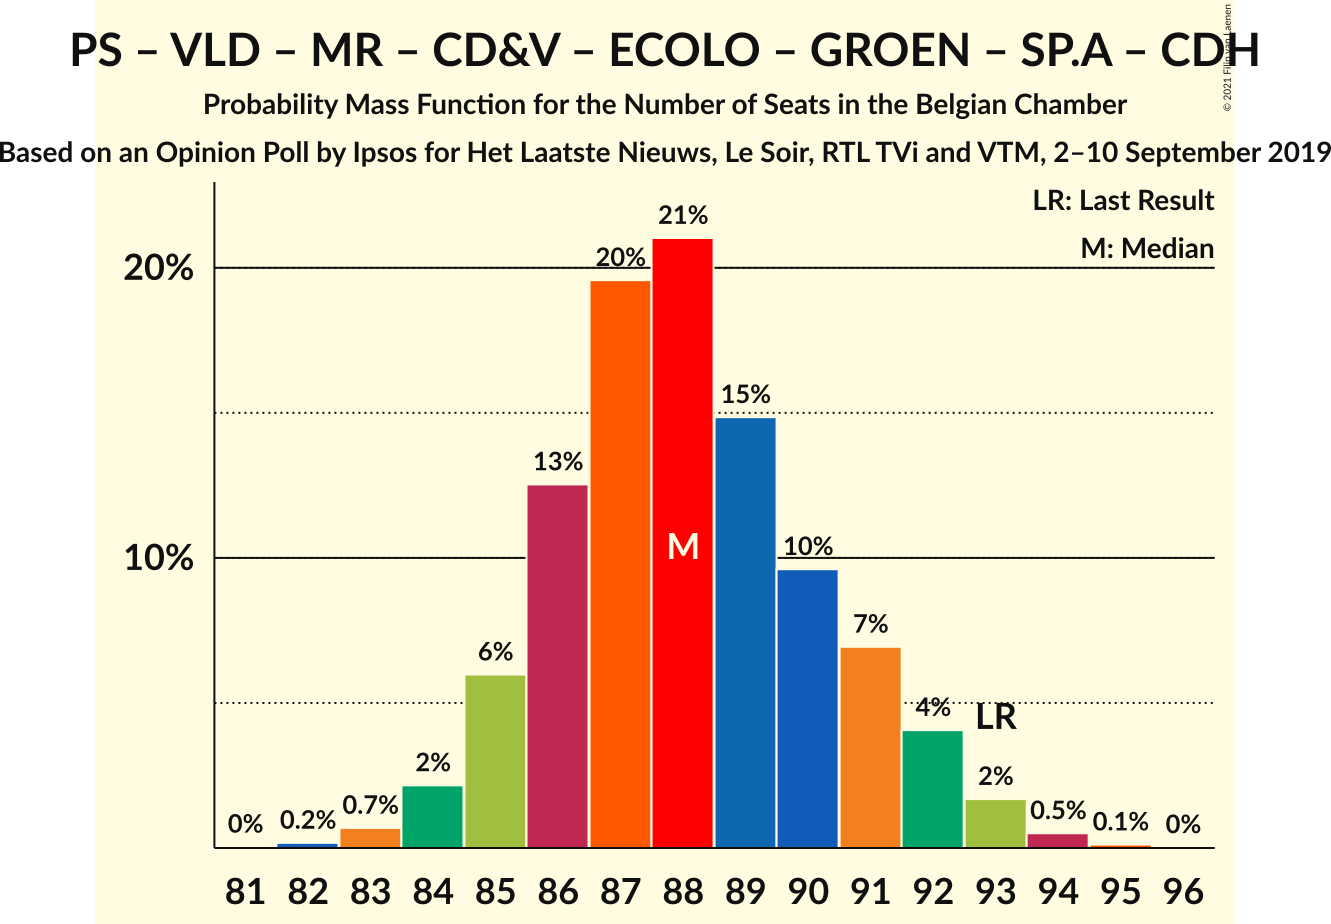 PS – VLD – MR – CD&V – ECOLO – GROEN – SP.A – CDH
Probability Mass Function for the Number of Seats in the Belgian Chamber
Based on an Opinion Poll by Ipsos for Het Laatste Nieuws, Le Soir, RTL TVi and VTM, 2–10 September 2019
© 2021 Filip van Laenen
LR: Last Result
M: Median
20%
10%
0%
0.2%
0.7%
2%
6%
13%
20%
21%
15%
10%
7%
4%
2%
0.5%
0.1%
0%
M
LR
81 82 83 84 85 86 87 88 89 90 91 92 93 94 95 96